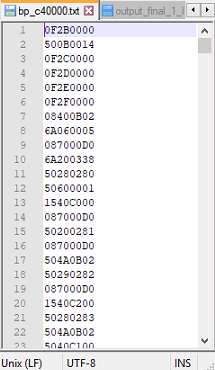 bp_c40000.txt output_final_1_l
1 0F2B0000
2 500B0014
3 0F2C0000
4 0F2D0000
5 0F2E0000
6 0F2F0000
7 08400B02
8 6A060005
9 087000D0
10 6A200338
11 50280280
12 50600001
13 1540C000
14 087000D0
15 50200281
16 087000D0
17 504A0B02
18 50290282
19 087000D0
20 1540C200
21 50280283
22 504A0B02
23 5040C100
Unix (LF) UTF-8 INS